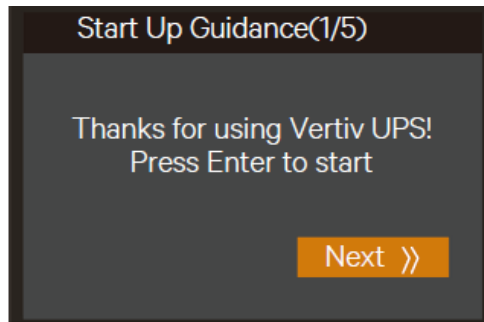 Start Up Guidance(1/5)
Thanks for using Vertiv UPS!
Press Enter to start
Next »